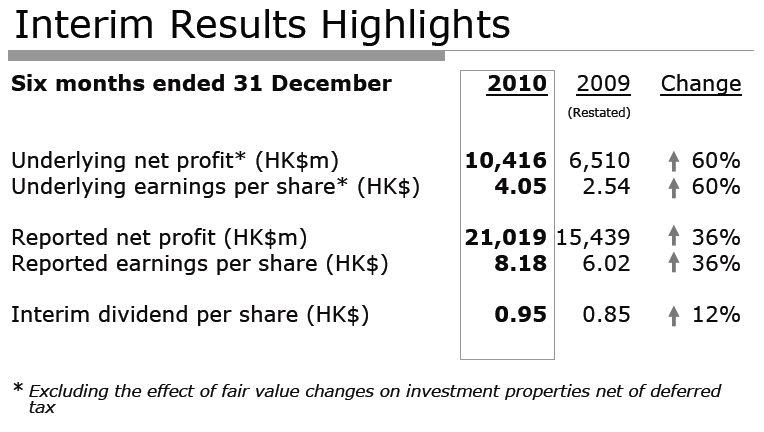 Interim Results Highlights
Six months ended 31 December 2010 2009 Change
(Restated)
Underlying net profit* (HK$m) 10,416 6,510 ↑ 60%
Underlying earnings per share* (HK$) 4.05 2.54 ↑ 60%
Reported net profit (HK$m) 21,019 15,439 ↑ 36%
Reported earnings per share (HK$) 8.18 6.02 ↑ 36%
Interim dividend per share (HK$) 0.95 0.85 ↑ 12%
* Excluding the effect of fair value changes on investment properties net of deferred
tax